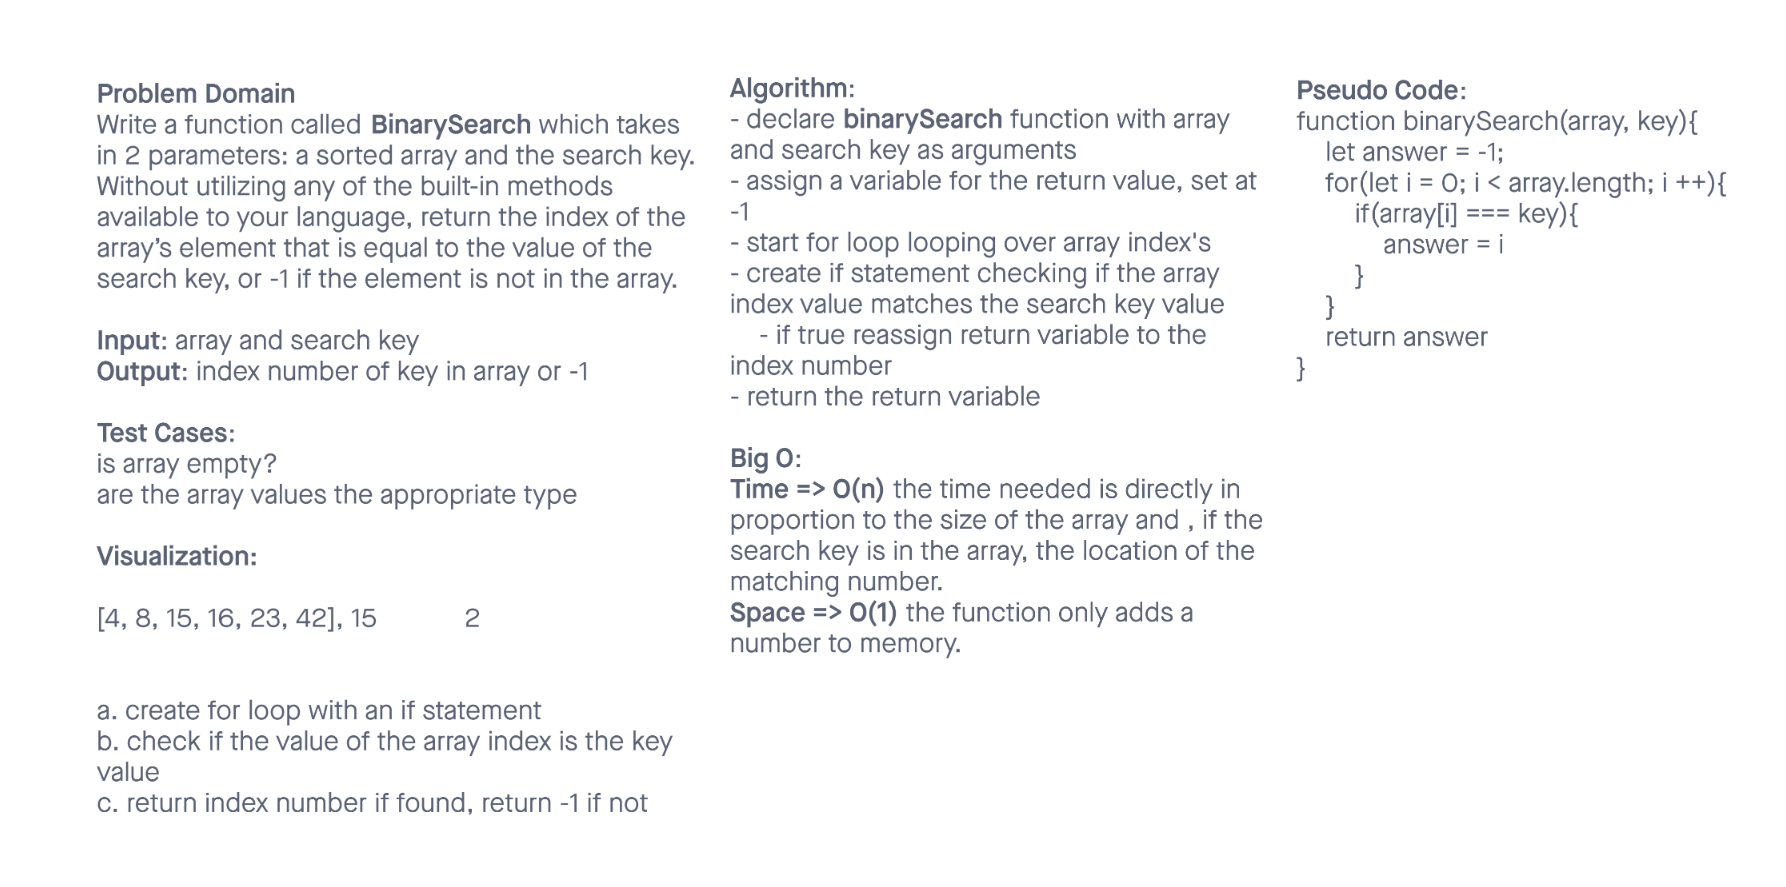 Problem Domain
Write a function called BinarySearch which takes
in 2 parameters: a sorted array and the search key.
Without utilizing any of the built-in methods
available to your language, return the index of the
array’s element that is equal to the value of the
search key, or -1 if the element is not in the array.
Input: array and search key
Output: index number of key in array or -1
Test Cases:
is array empty?
are the array values the appropriate type
Visualization:
[4, 8, 15, 16, 23, 42], 15 2
a. create for loop with an if statement
b. check if the value of the array index is the key
value
c. return index number if found, return -1 if not
Algorithm:
- declare binarySearch function with array
and search key as arguments
- assign a variable for the return value, set at
-1
- start for loop looping over array index's
- create if statement checking if the array
index value matches the search key value
- if true reassign return variable to the
index number
- return the return variable
Big O:
Time => O(n) the time needed is directly in
proportion to the size of the array and , if the
search key is in the array, the location of the
matching number.
Space => O(1) the function only adds a
number to memory.
Pseudo Code:
function binarySearch(array, key){
let answer = -1;
for(let i = 0; i < array.length; i ++){
if(array[i] === key){
answer = i
}
}
return answer
}